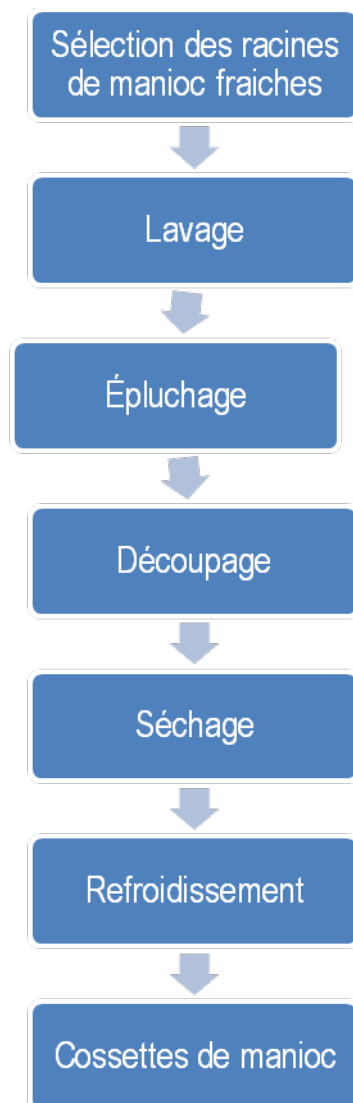 Sélection des racines
de manioc fraiches
Lavage
Épluchage
Découpage
Séchage
Refroidissement
Cossettes de manioc